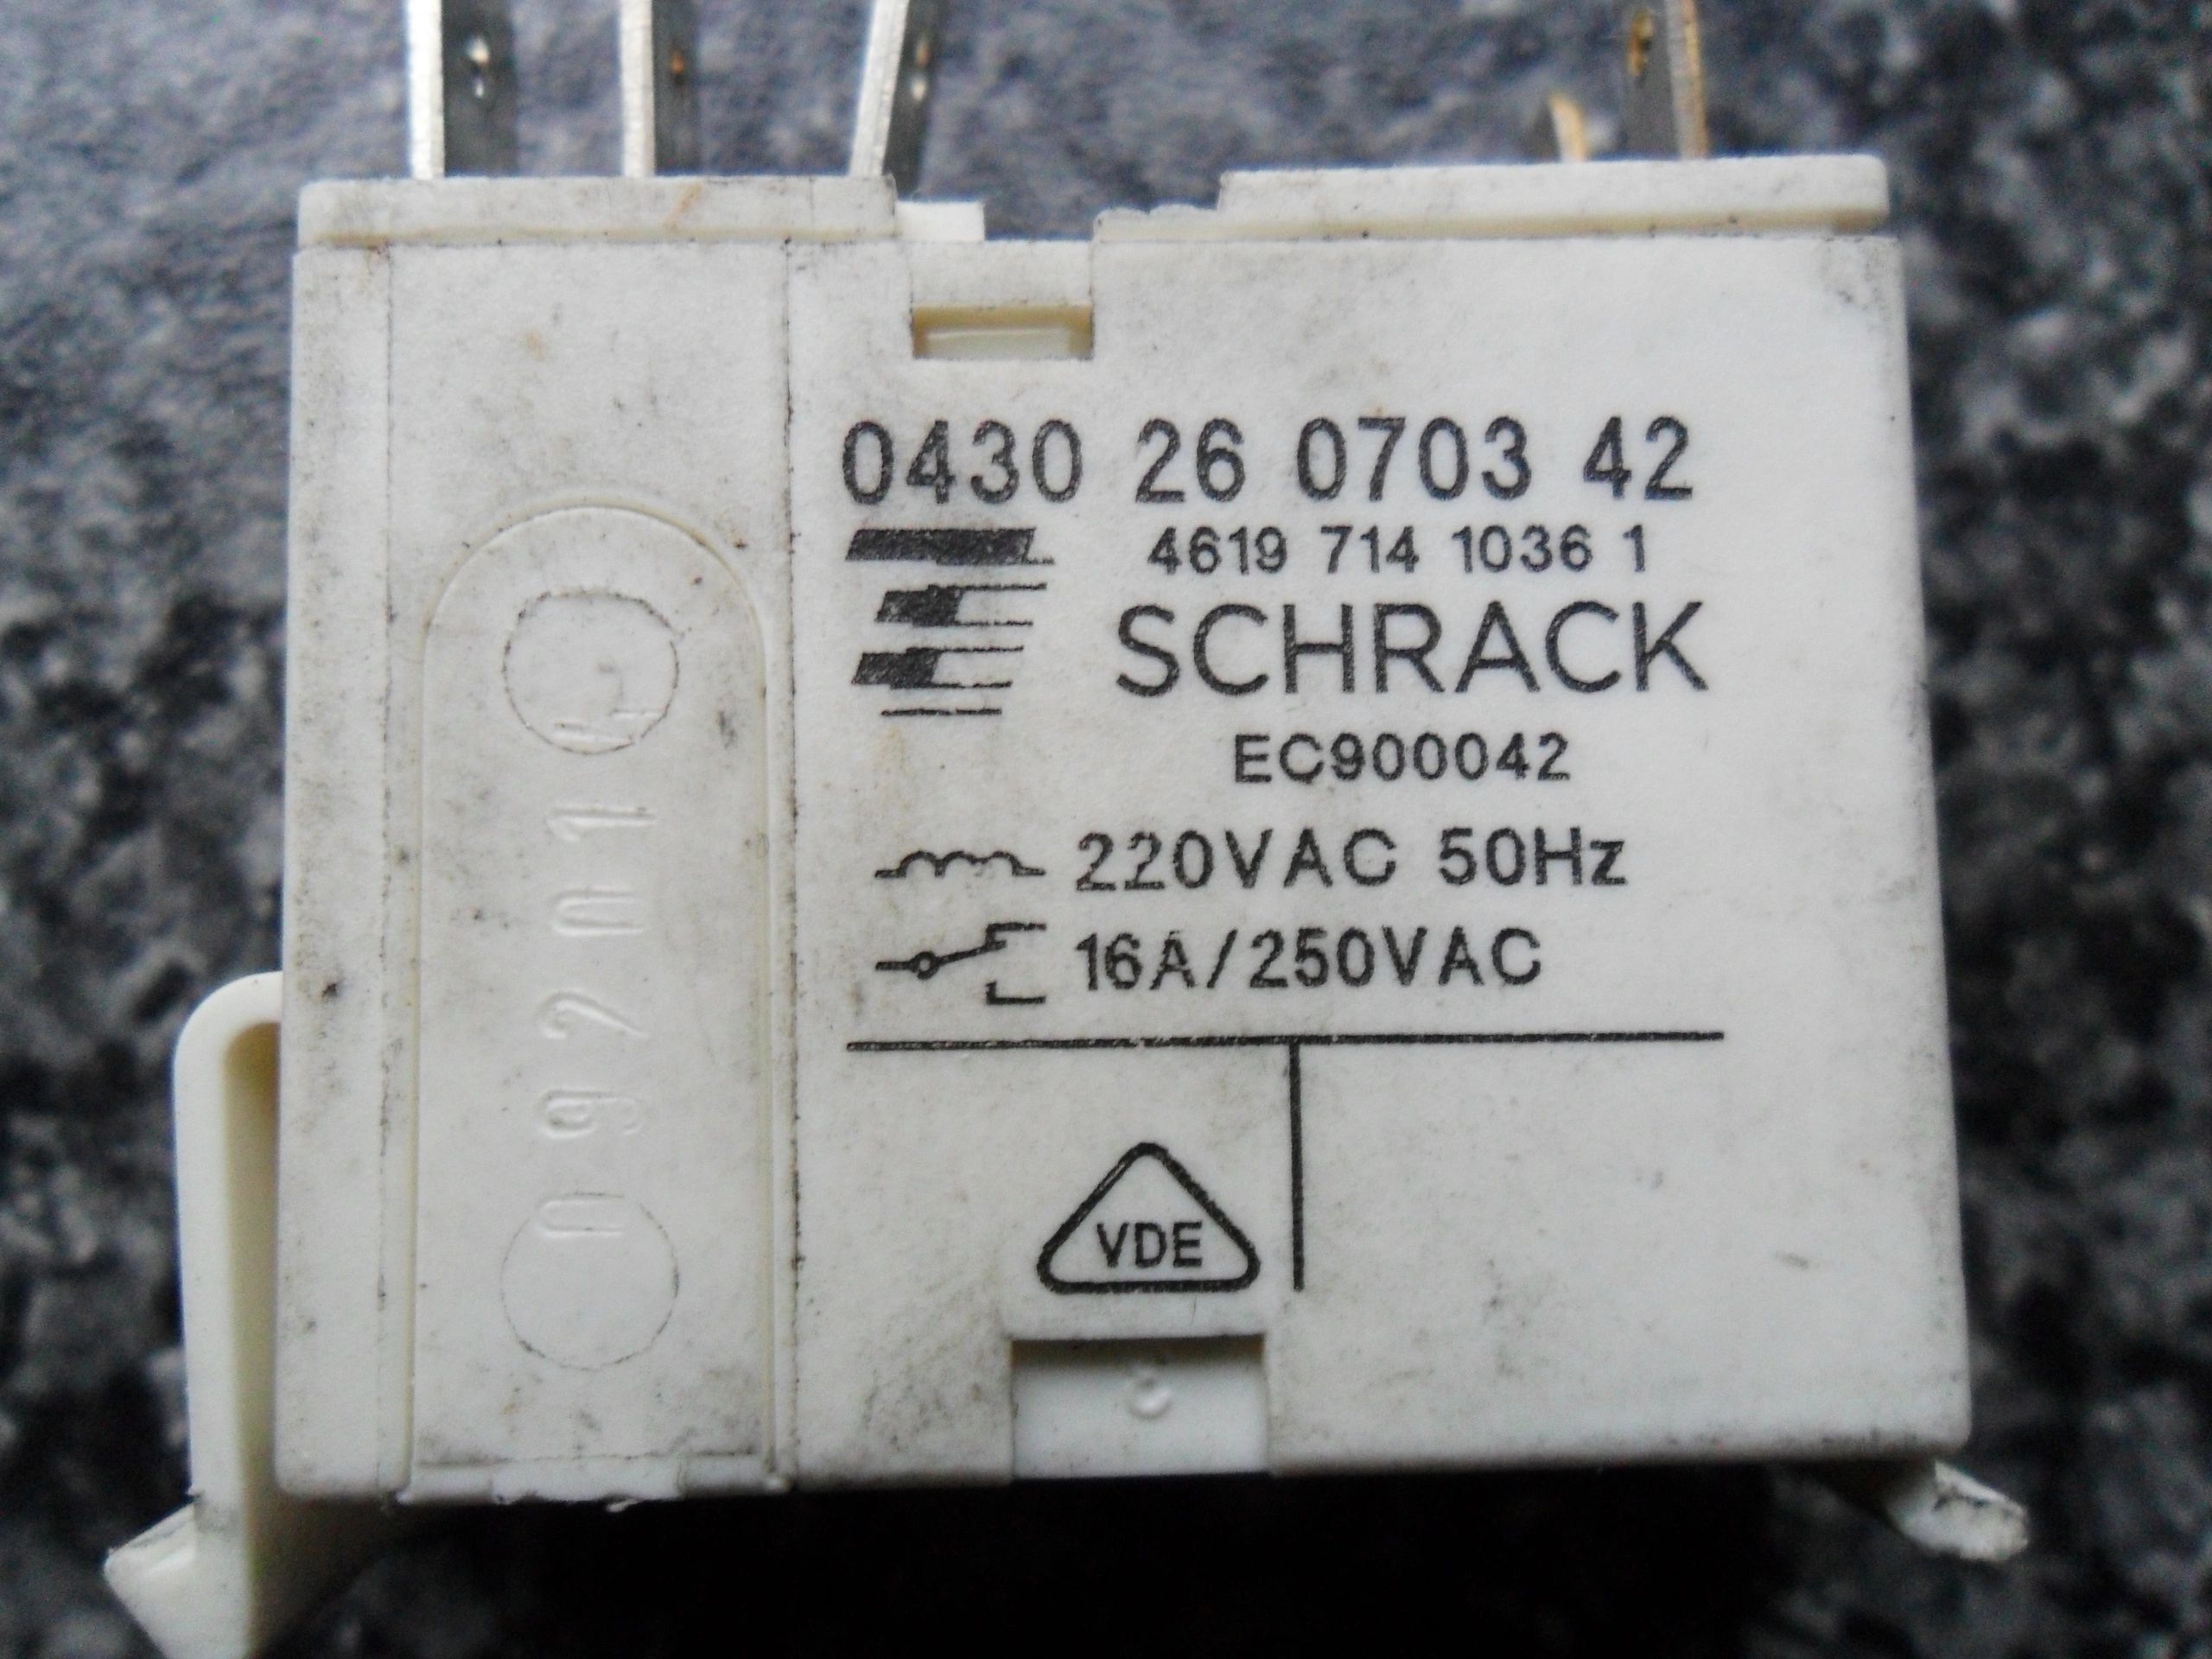 0430 26 0703 42
4619 714 1036 1
SCHRACK
EC900042
220VAC 50Hz
16A/250VAC
VDE